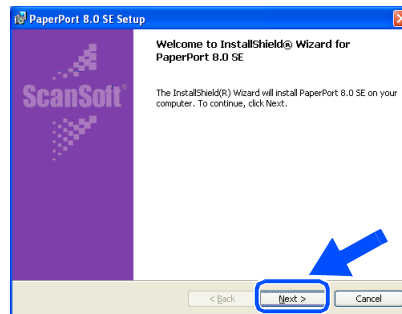 PaperPort 8.0 SE Setup
Welcome to InstallShield® Wizard for
PaperPort 8.0 SE
ScanSoft®
The InstallShield(R) Wizard will install PaperPort 8.0 SE on your
computer. To continue, click Next.
< Back
Next >
Cancel